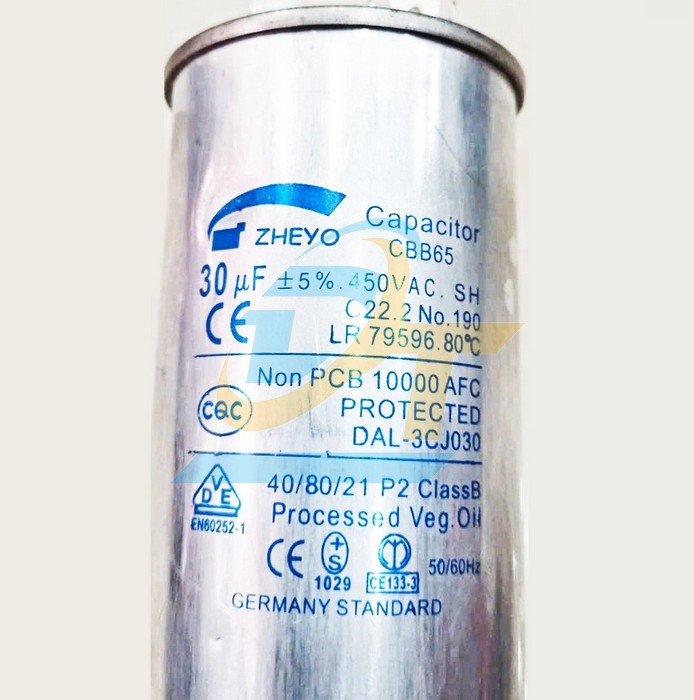 ZHEYO
Capacitor
CBB65
30 µF ±5%.450VAC. SH
CE
C22.2 No.190
LR 79596.80℃
Non PCB 10000 AFC
CQC
PROTECTED
DAL-3CJ030
VDE
EN60252-1
40/80/21 P2 ClassB
Processed Veg.Oil
CE
+S
1029
CE133-3
50/60Hz
GERMANY STANDARD
DT